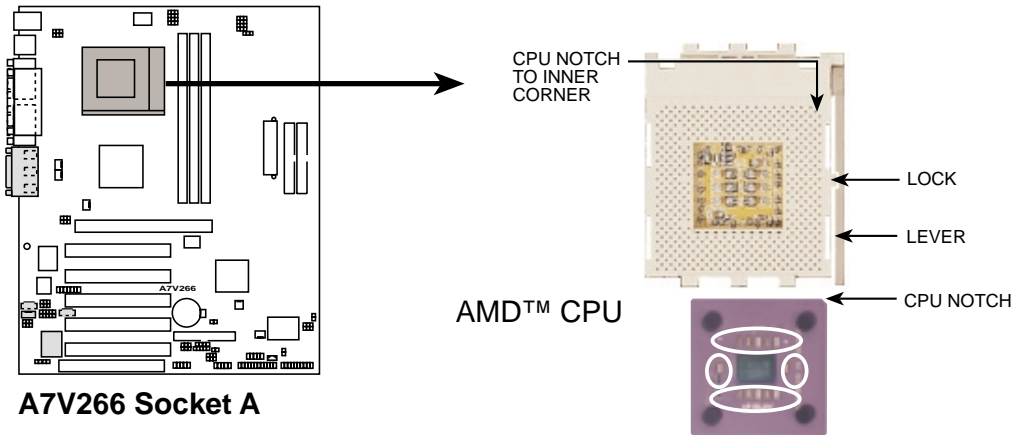 CPU NOTCH
TO INNER
CORNER
LOCK
LEVER
CPU NOTCH
AMD™ CPU
A7V266
A7V266 Socket A